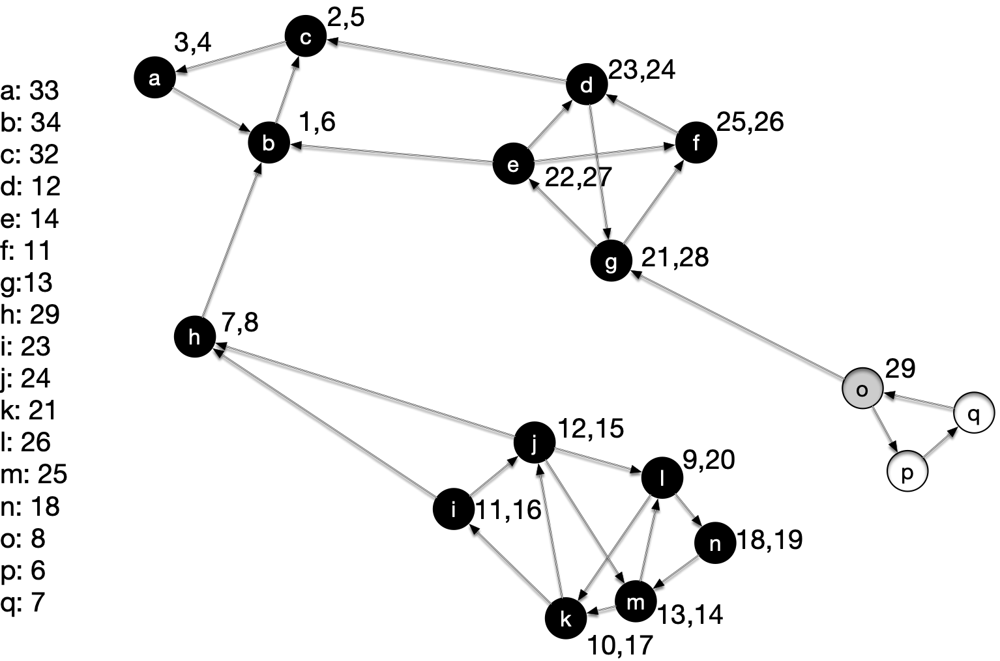 a: 33
b: 34
c: 32
d: 12
e: 14
f: 11
g:13
h: 29
i: 23
j: 24
k: 21
l: 26
m: 25
n: 18
o: 8
p: 6
q: 7
c 2,5
a 3,4
d 23,24
b 1,6
f 25,26
e 22,27
g 21,28
h 7,8
o 29
q
j 12,15
l 9,20
p
i 11,16
n 18,19
m 13,14
k 10,17